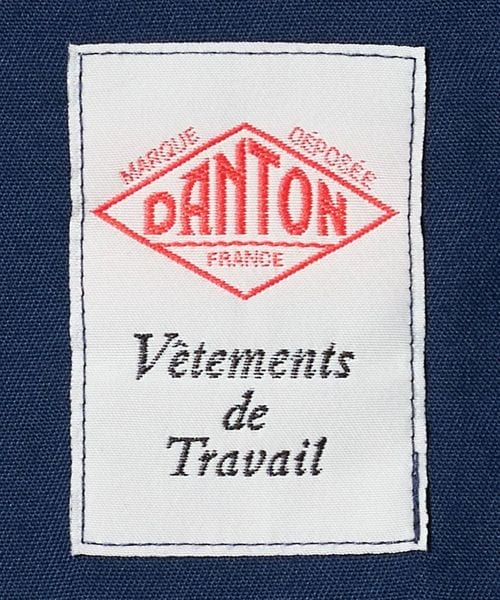 MARQUE DÉPOSÉE
DANTON
FRANCE
Vêtements
de
Travail